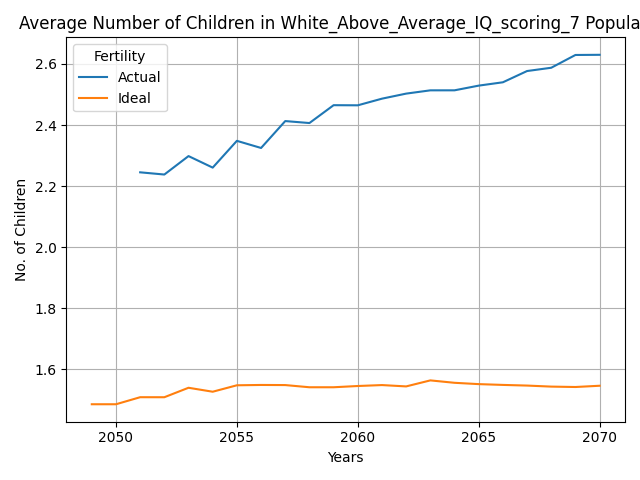 Average Number of Children in White_Above_Average_IQ_scoring_7 Popula
Fertility
Actual
Ideal
2.6
2.4
2.2
2.0
1.8
1.6
No. of Children
2050 2055 2060 2065 2070
Years